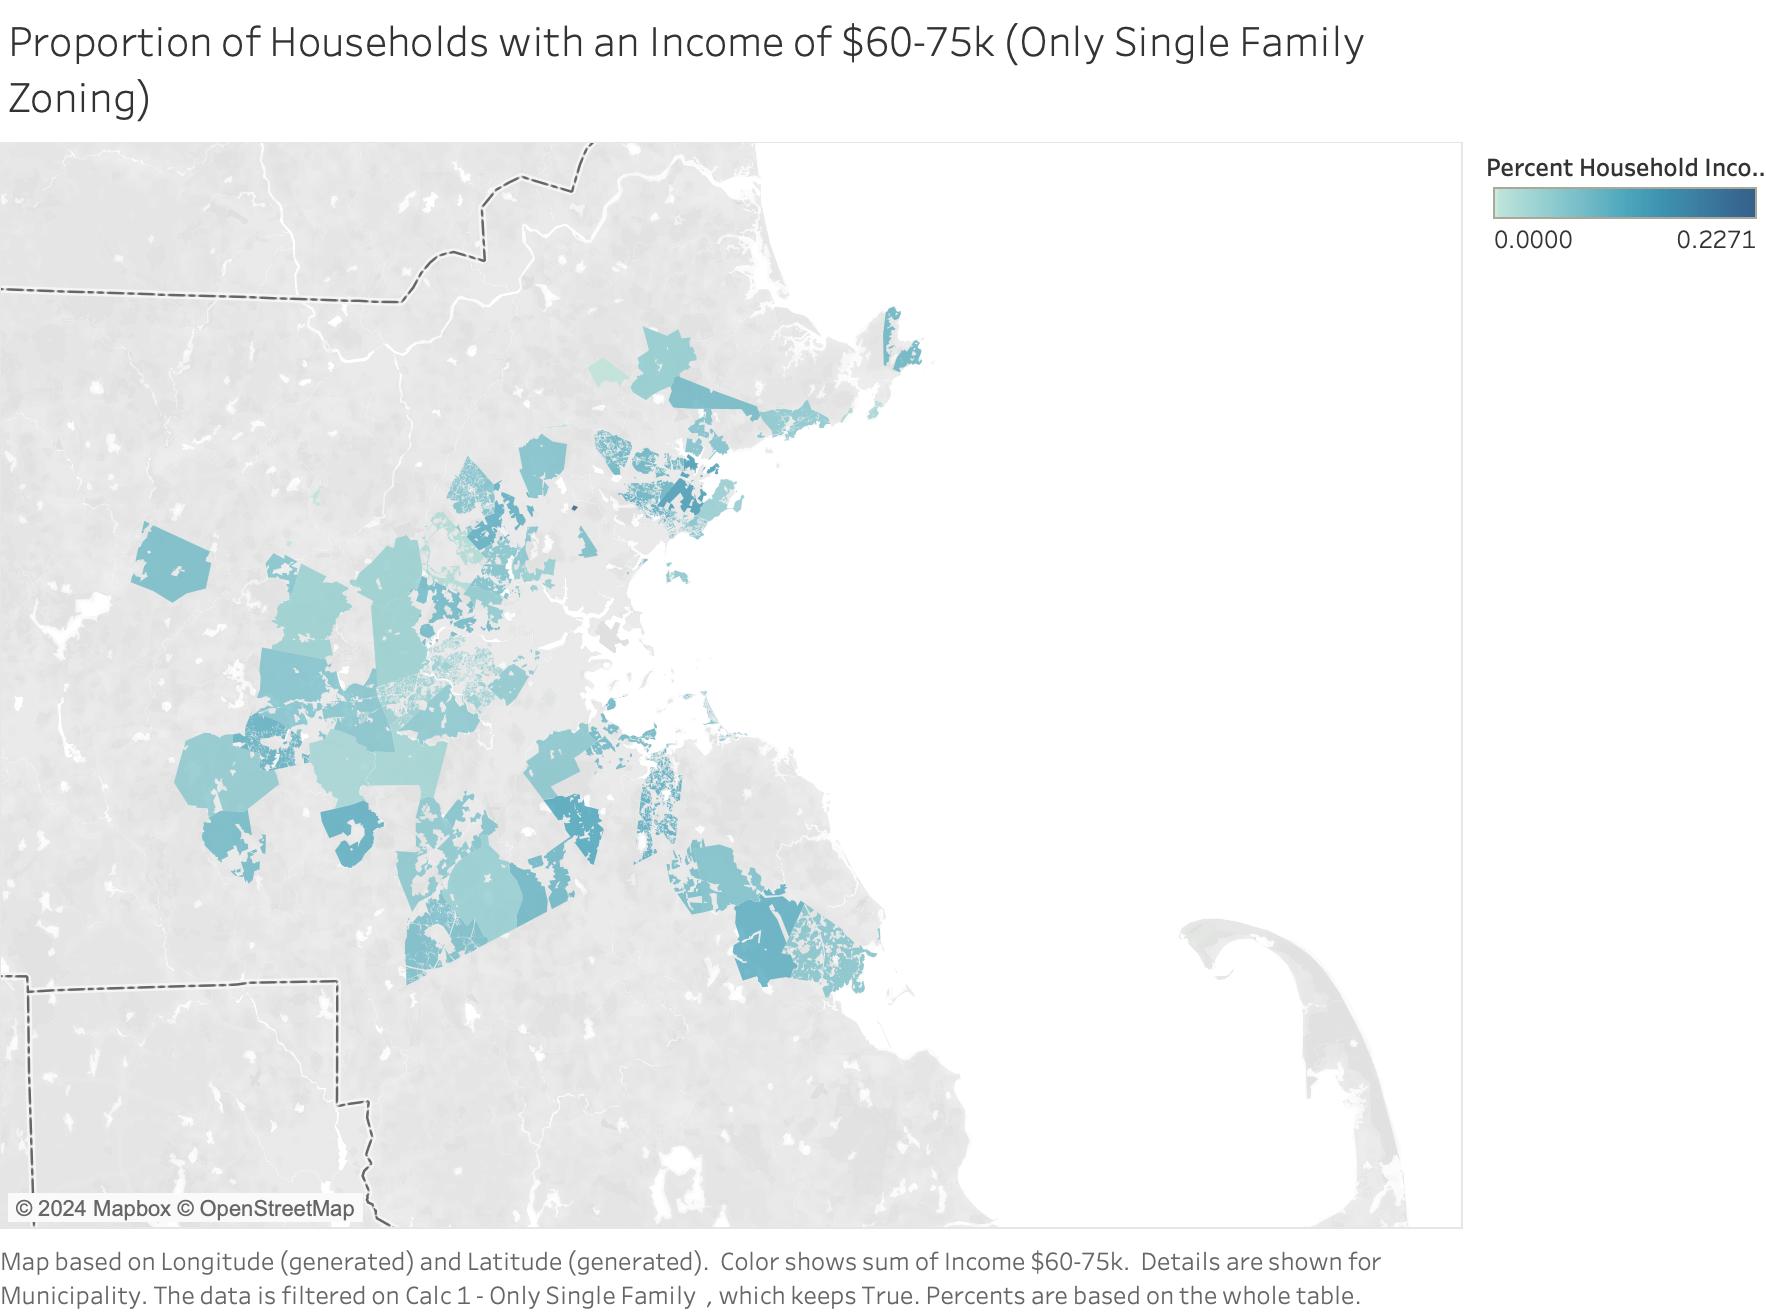 Proportion of Households with an Income of $60-75k (Only Single Family
Zoning)
Percent Household Inco..
0.0000 0.2271
© 2024 Mapbox © OpenStreetMap
Map based on Longitude (generated) and Latitude (generated).  Color shows sum of Income $60-75k.  Details are shown for
Municipality. The data is filtered on Calc 1 - Only Single Family  , which keeps True. Percents are based on the whole table.